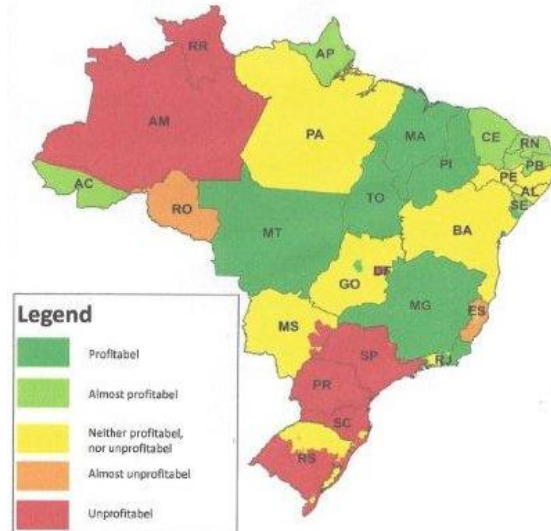 RR
AP
AM
PA
MA
CE
RN
PB
PI
PE
AL
SE
AC
RO
TO
BA
MT
GO
DF
MG
ES
MS
SP
RJ
PR
SC
RS
Legend
Profitabel
Almost profitabel
Neither profitabel,
nor unprofitabel
Almost unprofitabel
Unprofitabel